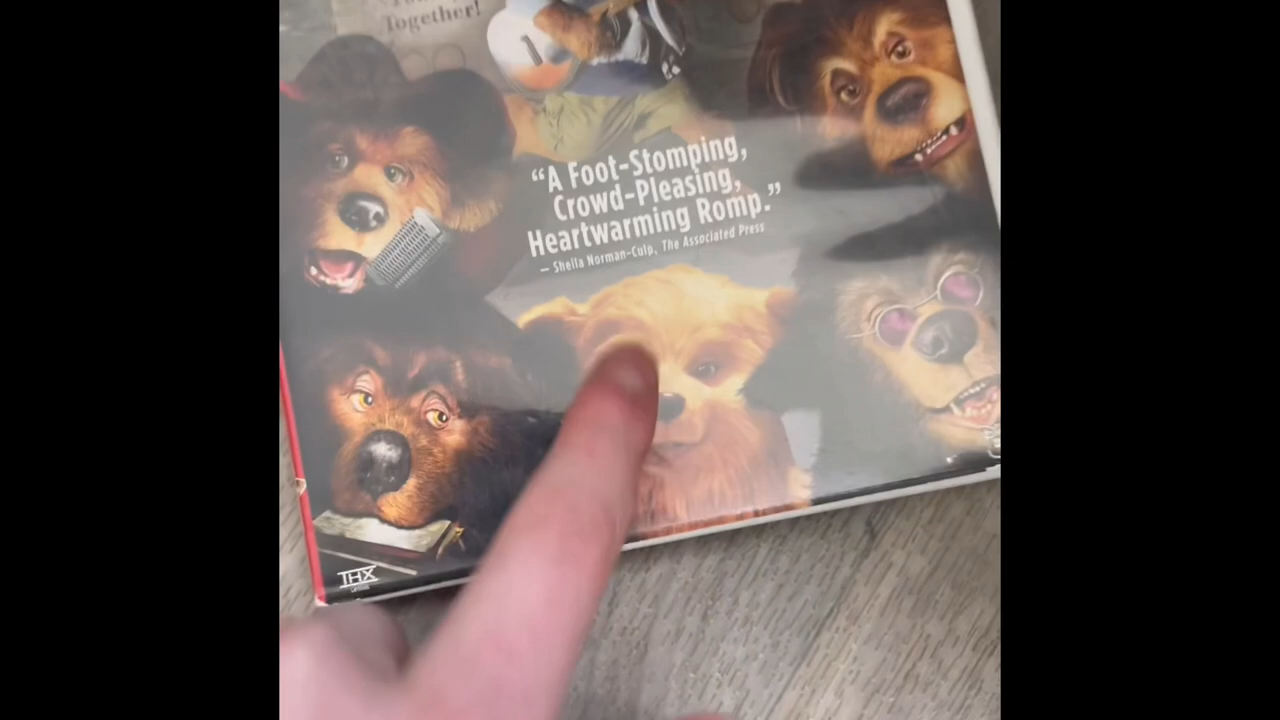 Together!
“A Foot-Stomping,
Crowd-Pleasing,
Heartwarming Romp.”
— Sheila Norman-Culp, The Associated Press
THX